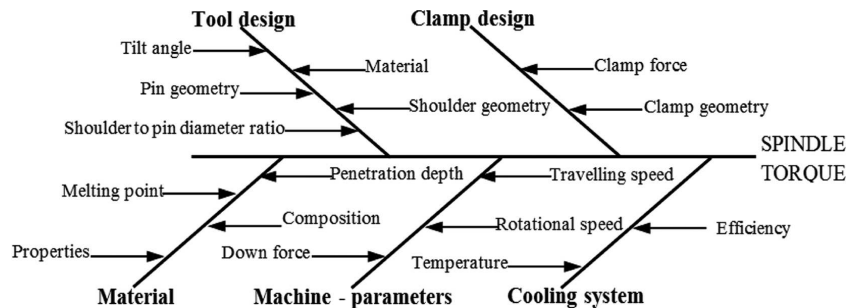 Tool design
Clamp design
Tilt angle
Material
Clamp force
Pin geometry
Shoulder geometry
Clamp geometry
Shoulder to pin diameter ratio
SPINDLE
TORQUE
Penetration depth
Travelling speed
Melting point
Composition
Rotational speed
Efficiency
Properties
Down force
Temperature
Material
Machine - parameters
Cooling system